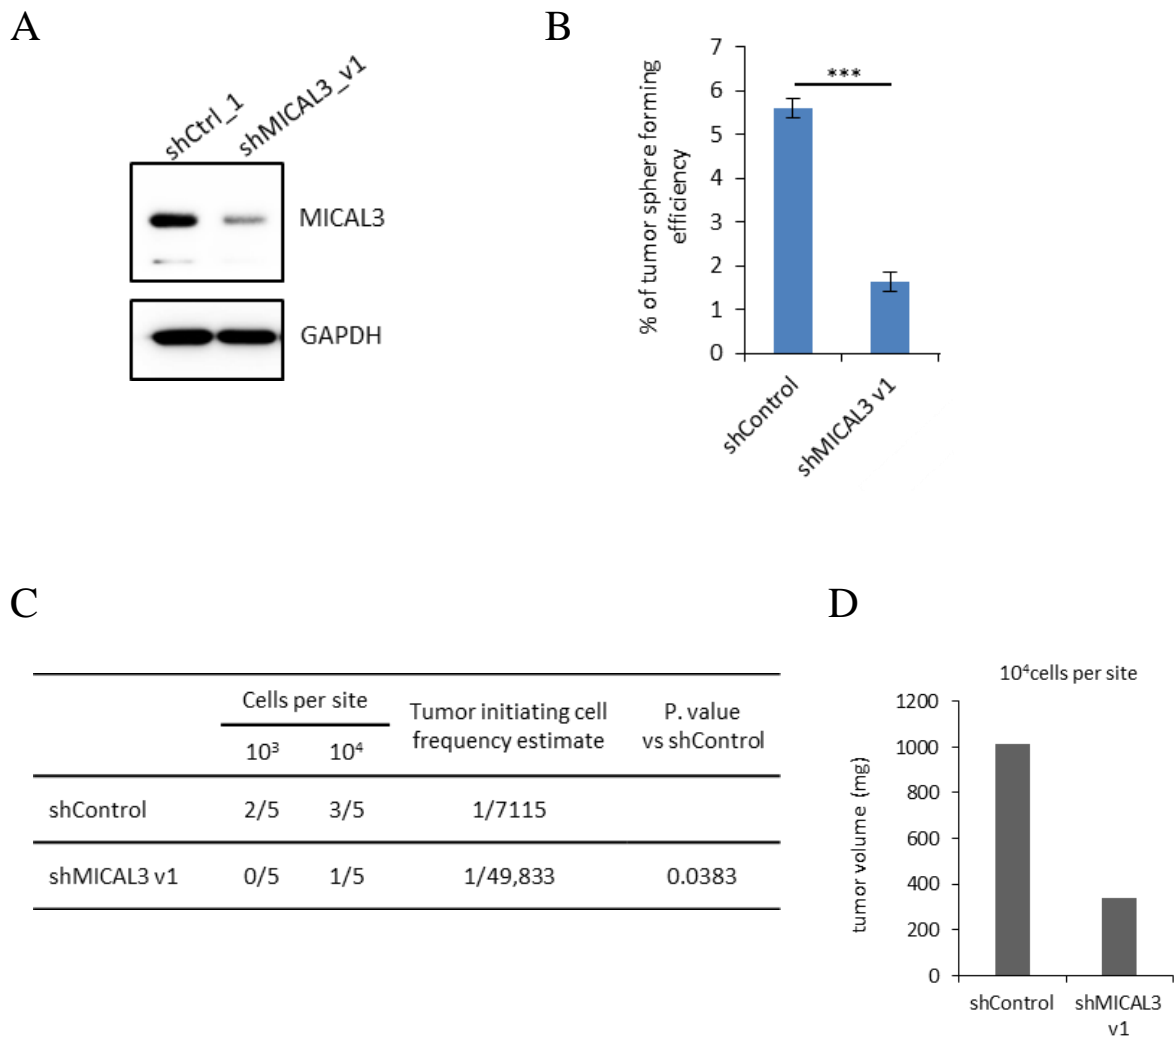 A
shCtrl_1
shMICAL3_v1
MICAL3
GAPDH
B
% of tumor sphere forming
efficiency
7
6
5
4
3
2
1
0
***
shControl
shMICAL3 v1
C
Cells per site
Tumor initiating cell
frequency estimate
P. value
vs shControl
10³ 10⁴
shControl 2/5 3/5 1/7115
shMICAL3 v1 0/5 1/5 1/49,833 0.0383
D
10⁴cells per site
tumor volume (mg)
1200
1000
800
600
400
200
0
shControl
shMICAL3
v1